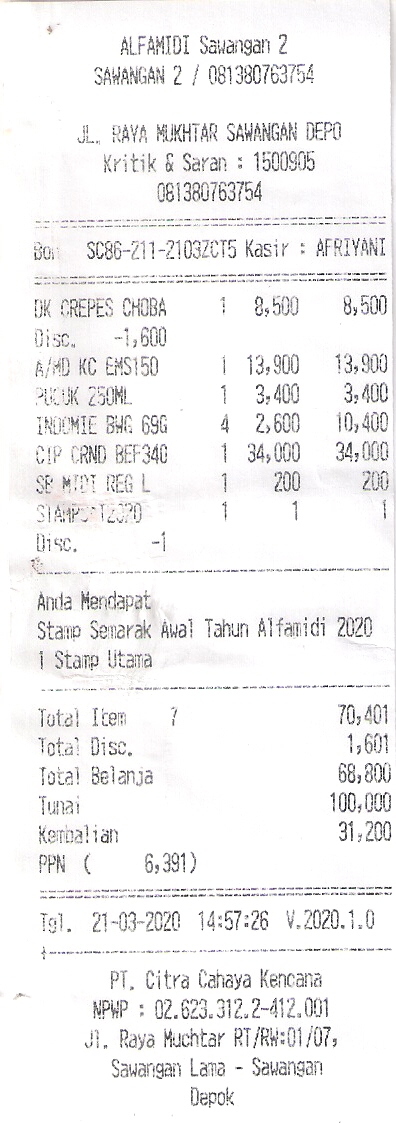 ALFAMIDI Sawangan 2
SAWANGAN 2 / 081380763754
JL. RAYA MUKHTAR SAWANGAN DEPO
Kritik & Saran : 1500905
081380763754
Bon SC86-211-2103ZCT5 Kasir : AFRIYANI
DK CREPES CHOBA 1 8,500 8,500
Disc. -1,600
A/MD KC EMS150 1 13,900 13,900
PUCUK 250ML 1 3,400 3,400
INDOMIE BWG 69G 4 2,600 10,400
CIP CRND BEF340 1 34,000 34,000
SB MIDI REG L 1 200 200
1 1 1
Disc. -1
Anda Mendapat
Stamp Semarak Awal Tahun Alfamidi 2020
1 Stamp Utama
Total Item 7 70,401
Total Disc. 1,601
Total Belanja 68,800
Tunai 100,000
Kembalian 31,200
PPN ( 6,391)
Tgl. 21-03-2020 14:57:26 V.2020.1.0
PT. Citra Cahaya Kencana
NPWP : 02.623.312.2-412.001
Jl. Raya Muchtar RT/RW:01/07,
Sawangan Lama - Sawangan
Depok